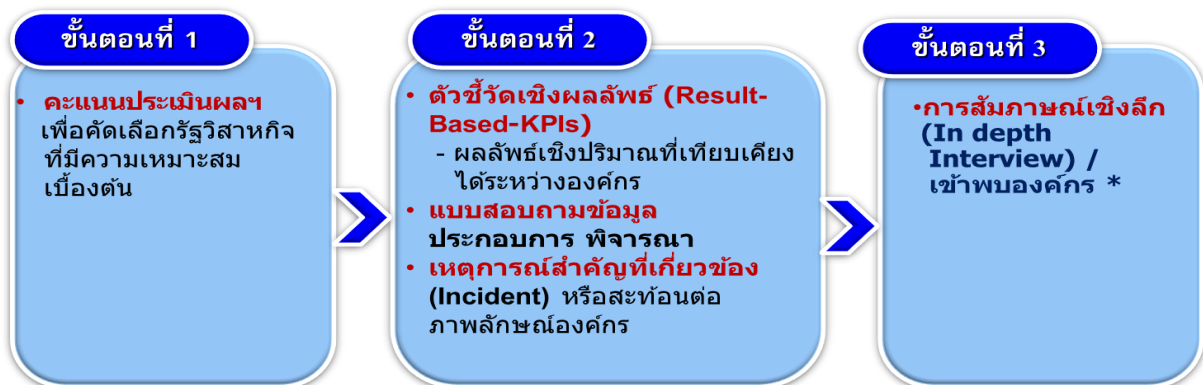 ขั้นตอนที่ 1
• คะแนนประเมินผลฯ
เพื่อคัดเลือกรัฐวิสาหกิจ
ที่มีความเหมาะสม
เบื้องต้น
ขั้นตอนที่ 2
• ตัวชี้วัดเชิงผลลัพธ์ (Result-
Based-KPIs)
- ผลลัพธ์เชิงปริมาณที่เทียบเคียง
ได้ระหว่างองค์กร
• แบบสอบถามข้อมูล
ประกอบการ พิจารณา
• เหตุการณ์สำคัญที่เกี่ยวข้อง
(Incident) หรือสะท้อนต่อ
ภาพลักษณ์องค์กร
ขั้นตอนที่ 3
•การสัมภาษณ์เชิงลึก
(In depth
Interview) /
เข้าพบองค์กร *